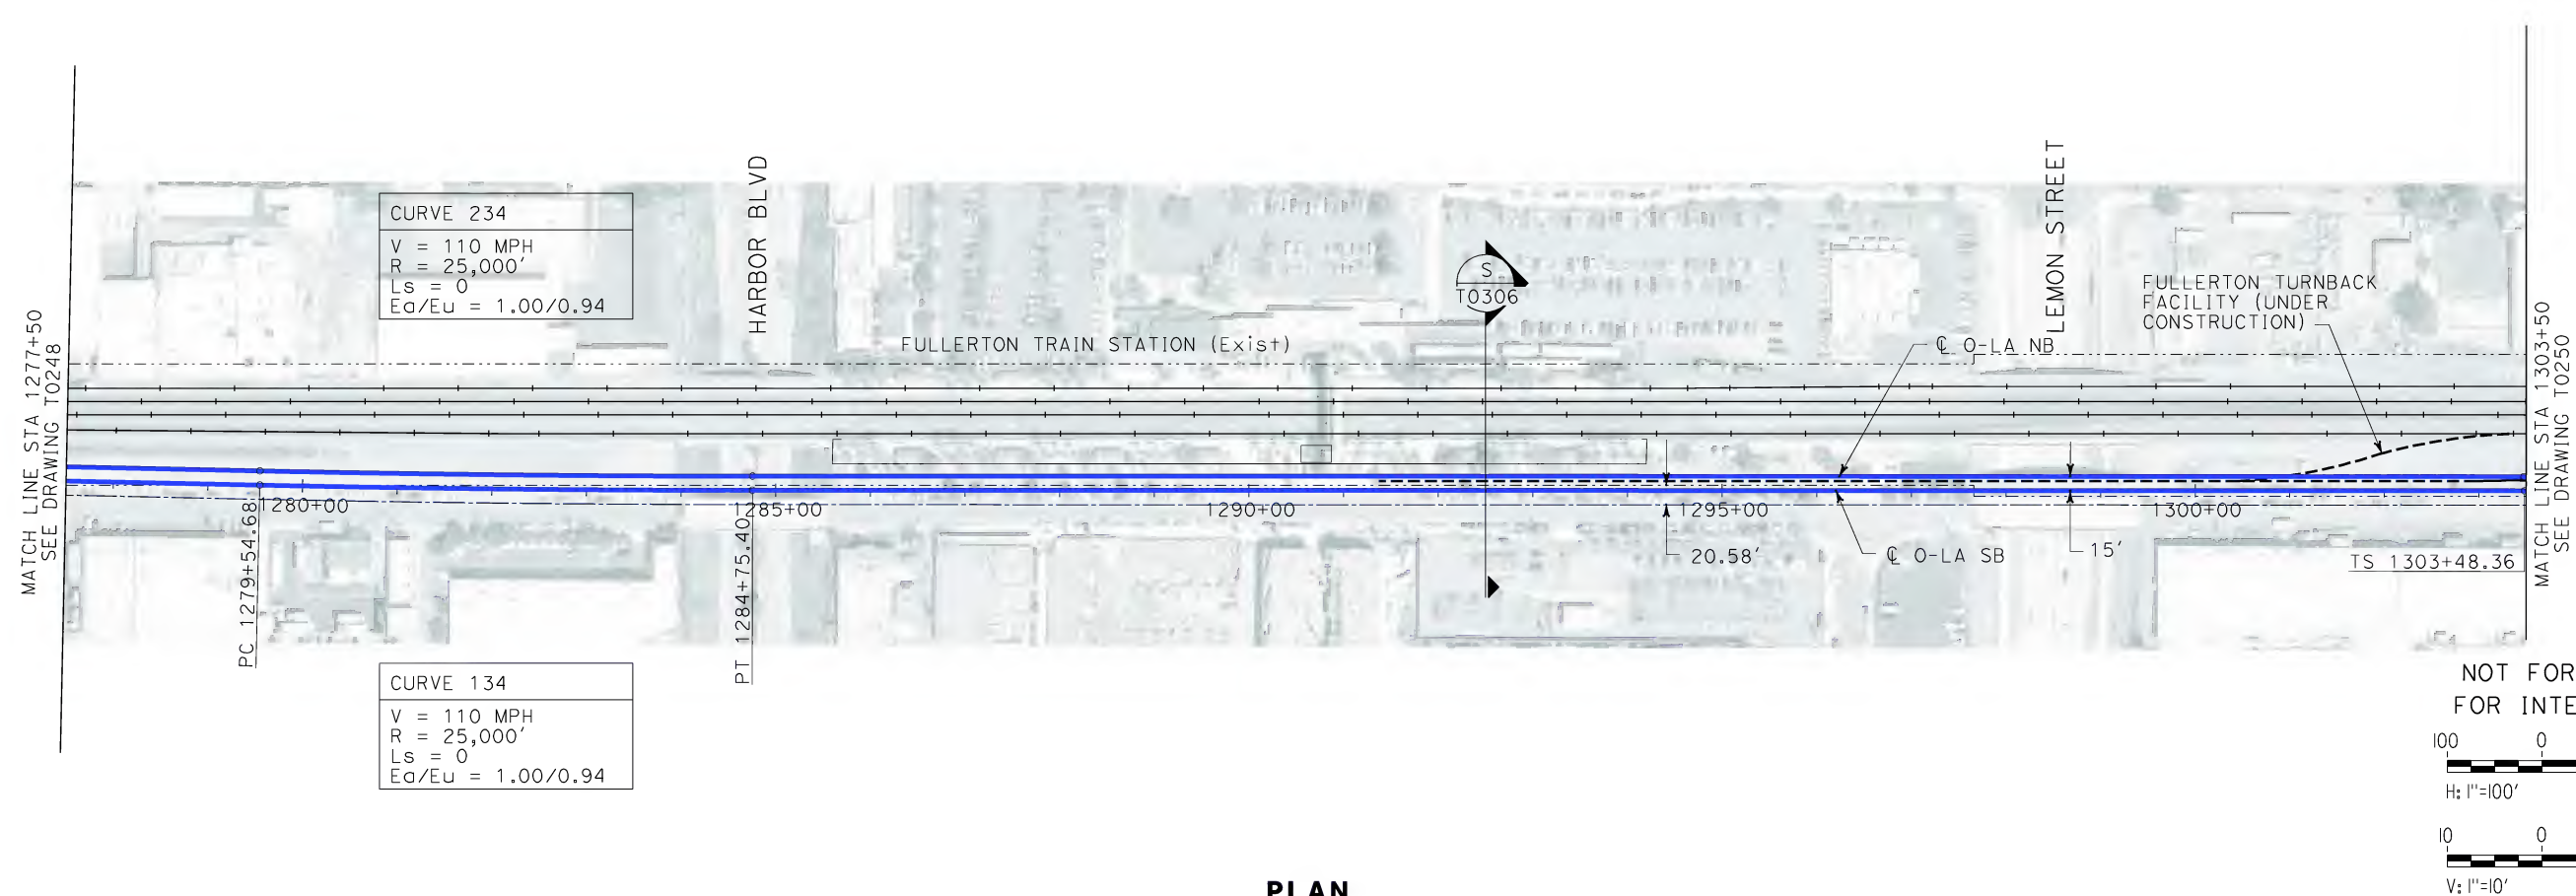 MATCH LINE STA 1277+50
SEE DRAWING T0248
CURVE 234
V = 110 MPH
R = 25,000'
Ls = 0
Ea/Eu = 1.00/0.94
HARBOR BLVD
FULLERTON TRAIN STATION (Exist)
S
T0306
LEMON STREET
FULLERTON TURNBACK
FACILITY (UNDER
CONSTRUCTION)
℄ O-LA NB
MATCH LINE STA 1303+50
SEE DRAWING T0250
1280+00
1285+00
1290+00
1295+00
1300+00
PC 1279+54.68
PT 1284+75.40
20.58'
℄ O-LA SB
15'
TS 1303+48.36
CURVE 134
V = 110 MPH
R = 25,000'
Ls = 0
Ea/Eu = 1.00/0.94
NOT FOR
FOR INTE
100 0
H: 1"=100'
10 0
V: 1"=10'
PLAN